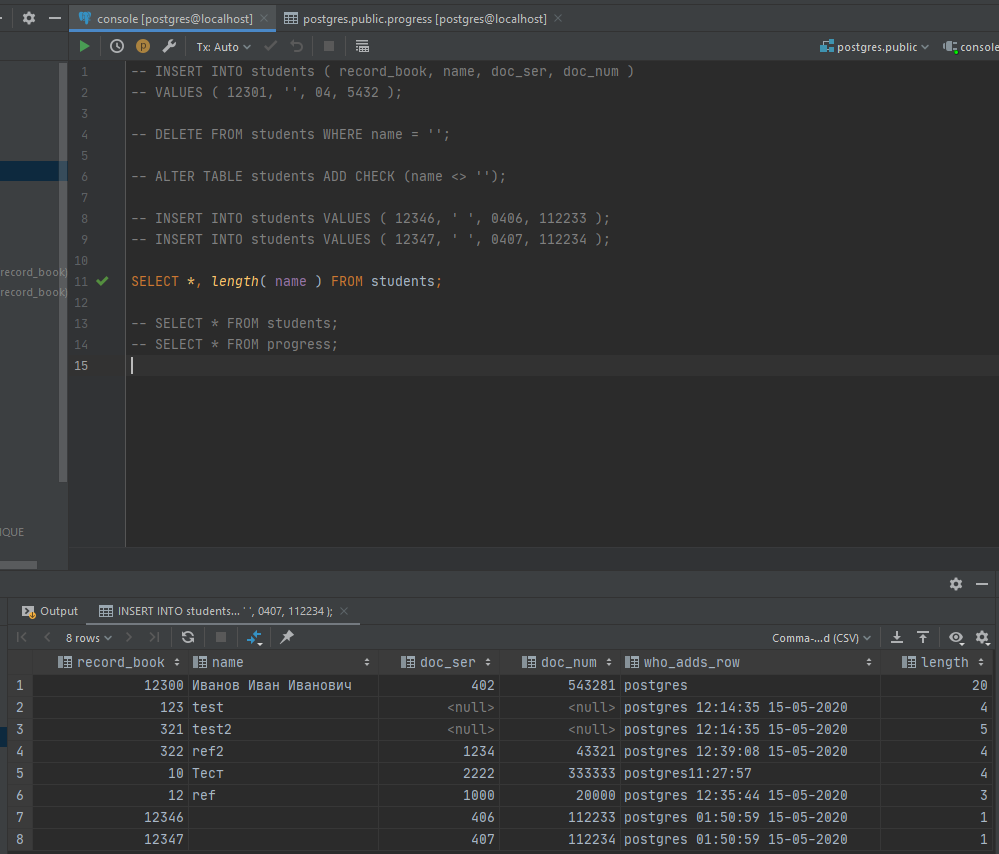 console [postgres@localhost]
postgres.public.progress [postgres@localhost]
Tx: Auto
postgres.public
console
1 -- INSERT INTO students ( record_book, name, doc_ser, doc_num )
2 -- VALUES ( 12301, '', 04, 5432 );
3
4 -- DELETE FROM students WHERE name = '';
5
6 -- ALTER TABLE students ADD CHECK (name <> '');
7
8 -- INSERT INTO students VALUES ( 12346, ' ', 0406, 112233 );
9 -- INSERT INTO students VALUES ( 12347, ' ', 0407, 112234 );
10
record_book)
11 SELECT *, length( name ) FROM students;
record_book)
12
13 -- SELECT * FROM students;
14 -- SELECT * FROM progress;
15
IQUE
Output
INSERT INTO students... ' ', 0407, 112234 );
8 rows
Comma-...d (CSV)
record_book name doc_ser doc_num who_adds_row length
1 12300 Иванов Иван Иванович 402 543281 postgres 20
2 123 test <null> <null> postgres 12:14:35 15-05-2020 4
3 321 test2 <null> <null> postgres 12:14:35 15-05-2020 5
4 322 ref2 1234 43321 postgres 12:39:08 15-05-2020 4
5 10 Тест 2222 333333 postgres11:27:57 4
6 12 ref 1000 20000 postgres 12:35:44 15-05-2020 3
7 12346 406 112233 postgres 01:50:59 15-05-2020 1
8 12347 407 112234 postgres 01:50:59 15-05-2020 1